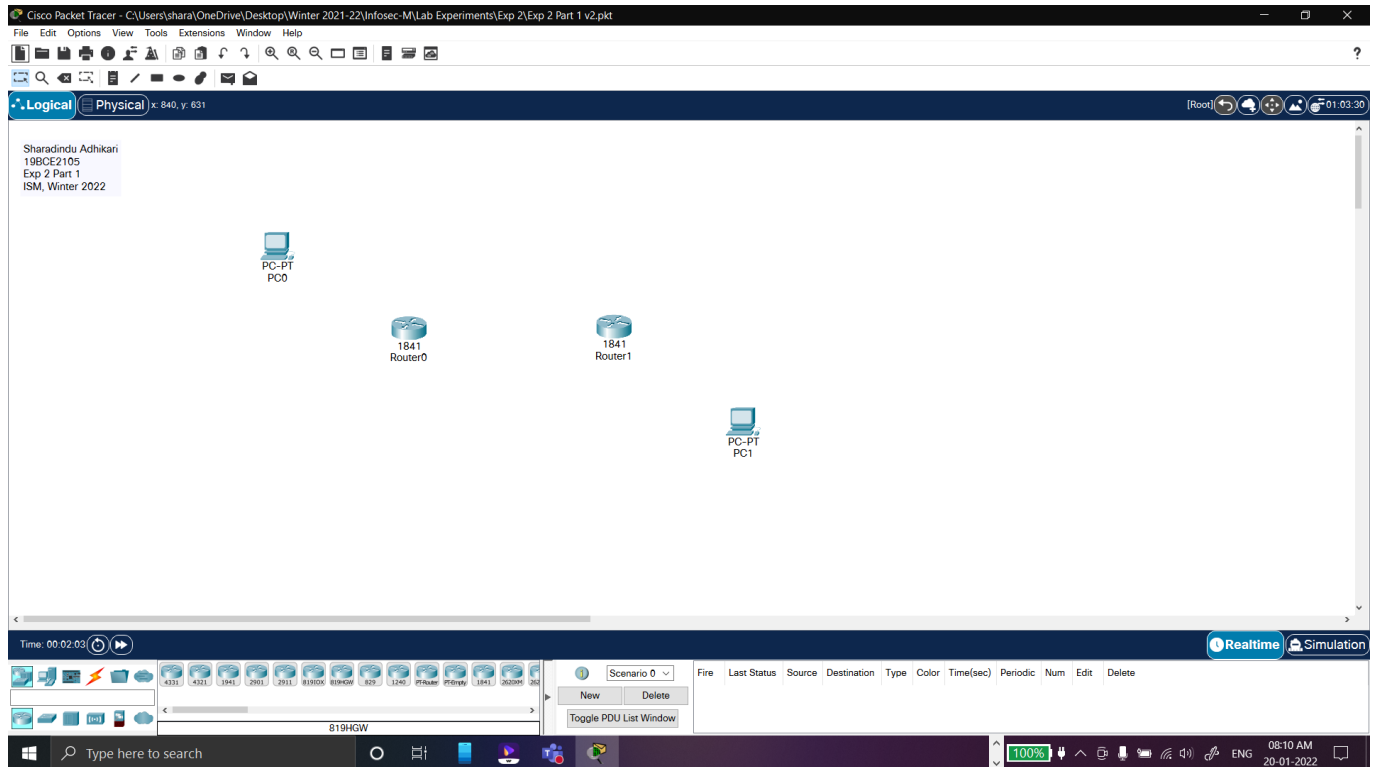 Cisco Packet Tracer - C:\Users\shara\OneDrive\Desktop\Winter 2021-22\Infosec-M\Lab Experiments\Exp 2\Exp 2 Part 1 v2.pkt
File Edit Options View Tools Extensions Window Help
?
Logical Physical x: 840, y: 631 [Root] 01:03:30
Sharadindu Adhikari
19BCE2105
Exp 2 Part 1
ISM, Winter 2022
PC-PT
PC0
1841
Router0
1841
Router1
PC-PT
PC1
Time: 00:02:03 Realtime Simulation
4331 4321 1941 2901 2911 819IOX 819HGW 829 1240 PT-Router PT-Empty 1841 2620XM 262
819HGW
Scenario 0
New Delete
Toggle PDU List Window
Fire Last Status Source Destination Type Color Time(sec) Periodic Num Edit Delete
Type here to search
100% ENG 08:10 AM
20-01-2022